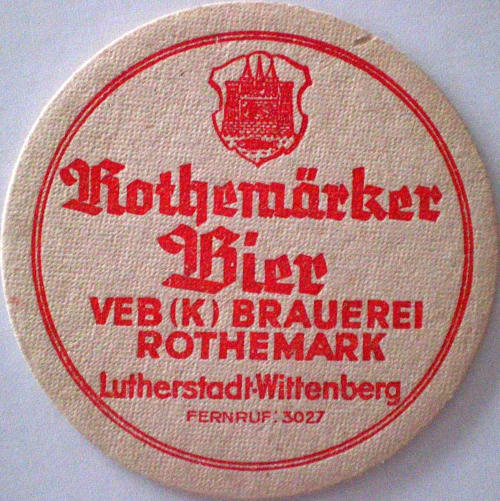 Rothemärker
Bier
VEB (K) BRAUEREI
ROTHEMARK
Lutherstadt-Wittenberg
FERNRUF: 3027